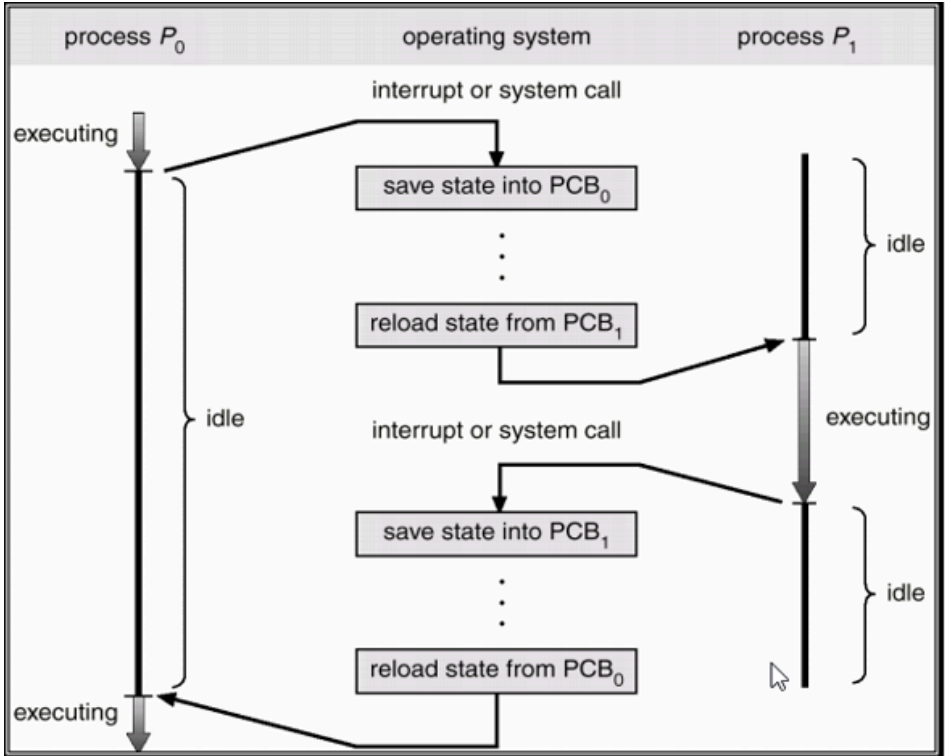 process P0 operating system process P1
interrupt or system call
executing
save state into PCB0
idle
reload state from PCB1
idle
executing
interrupt or system call
save state into PCB1
idle
reload state from PCB0
executing